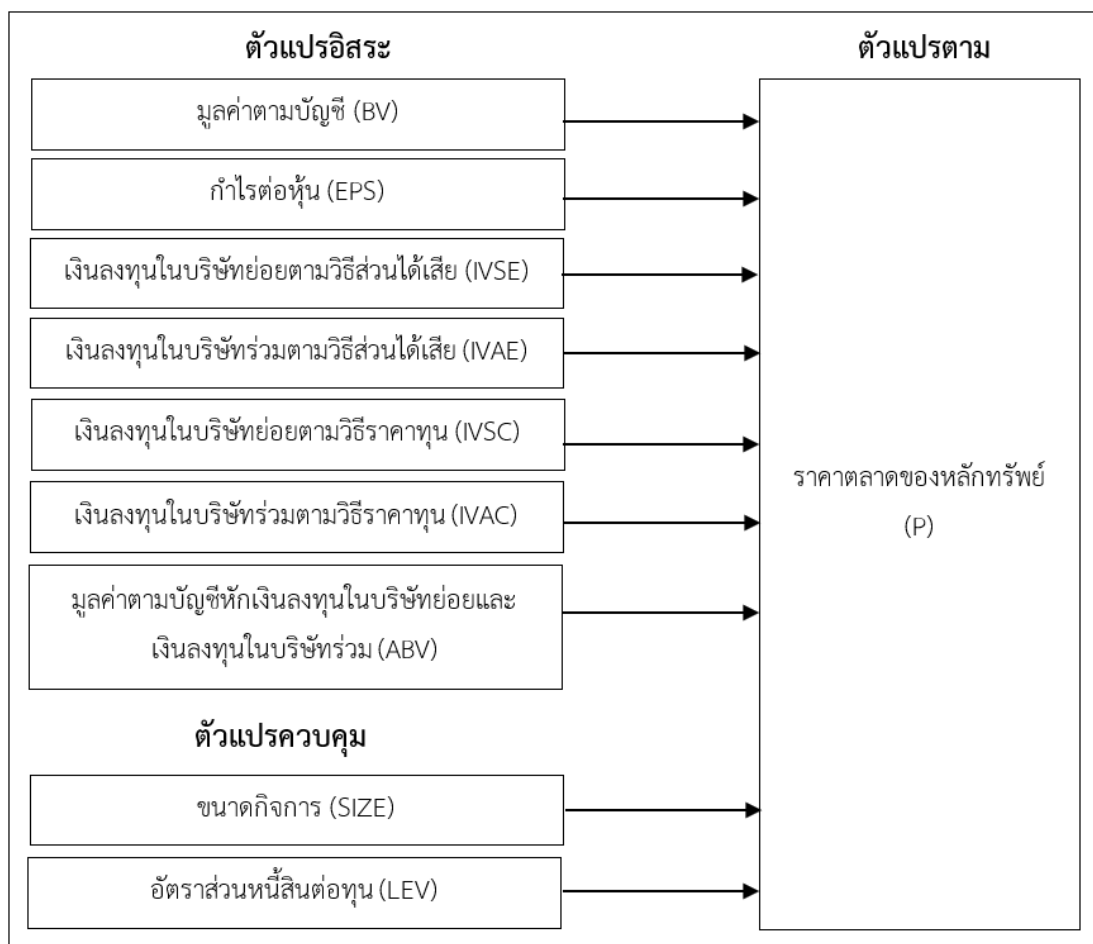 ตัวแปรอิสระ
ตัวแปรตาม
มูลค่าตามบัญชี (BV)
กำไรต่อหุ้น (EPS)
เงินลงทุนในบริษัทย่อยตามวิธีส่วนได้เสีย (IVSE)
เงินลงทุนในบริษัทร่วมตามวิธีส่วนได้เสีย (IVAE)
เงินลงทุนในบริษัทย่อยตามวิธีราคาทุน (IVSC)
เงินลงทุนในบริษัทร่วมตามวิธีราคาทุน (IVAC)
มูลค่าตามบัญชีหักเงินลงทุนในบริษัทย่อยและ
เงินลงทุนในบริษัทร่วม (ABV)
ราคาตลาดของหลักทรัพย์
(P)
ตัวแปรควบคุม
ขนาดกิจการ (SIZE)
อัตราส่วนหนี้สินต่อทุน (LEV)